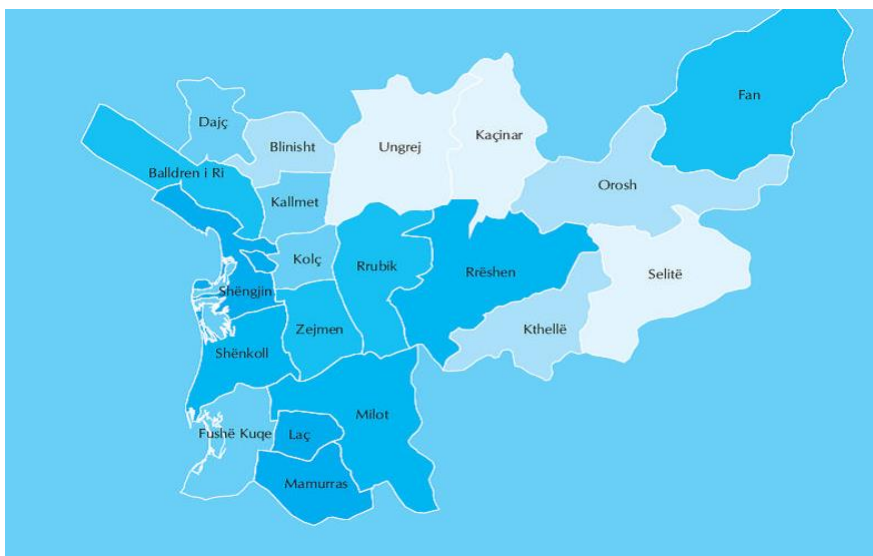 Fan
Dajç
Kaçinar
Blinisht
Ungrej
Balldren i Ri
Orosh
Kallmet
Kolç
Rrubik
Rrëshen
Selitë
Shëngjin
Zejmen
Kthellë
Shënkoll
Milot
Fushë Kuqe
Laç
Mamurras